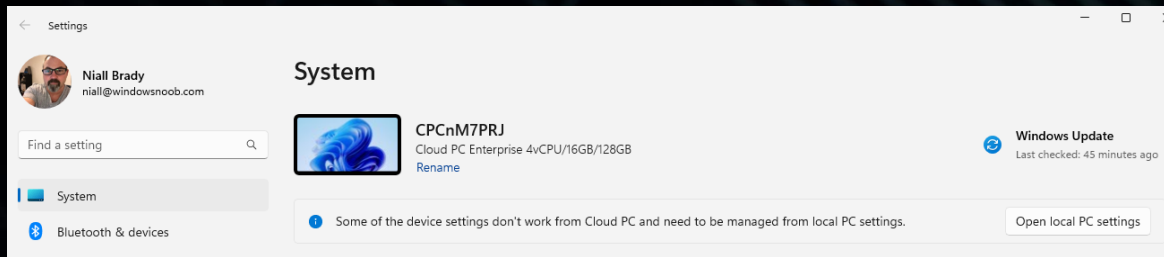 Settings
Niall Brady
niall@windowsnoob.com
Find a setting
System
Bluetooth & devices
System
CPCnM7PRJ
Cloud PC Enterprise 4vCPU/16GB/128GB
Rename
Windows Update
Last checked: 45 minutes ago
Some of the device settings don't work from Cloud PC and need to be managed from local PC settings.
Open local PC settings